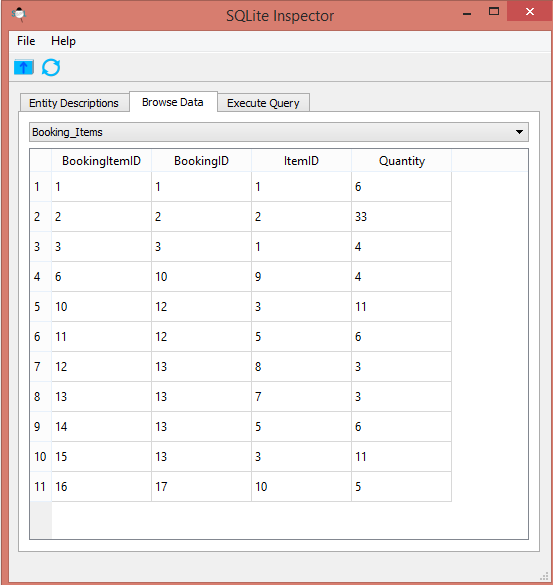 SQLite Inspector
File Help
Entity Descriptions Browse Data Execute Query
Booking_Items
BookingItemID BookingID ItemID Quantity
1 1 1 1 6
2 2 2 2 33
3 3 3 1 4
4 6 10 9 4
5 10 12 3 11
6 11 12 5 6
7 12 13 8 3
8 13 13 7 3
9 14 13 5 6
10 15 13 3 11
11 16 17 10 5